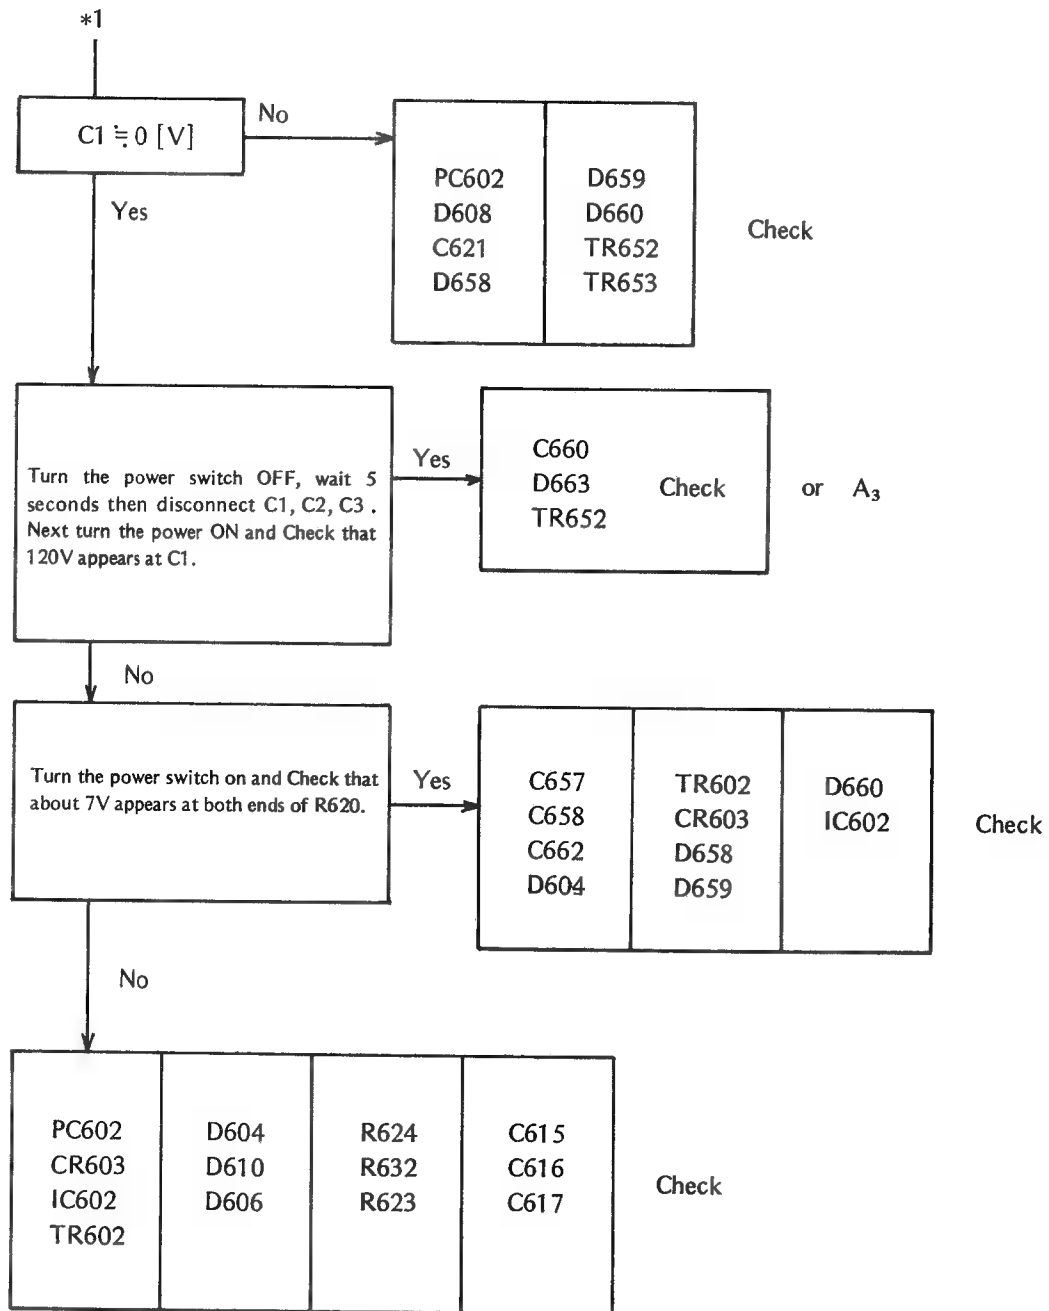 *1
C1 ≒ 0 [V]
No
Yes
PC602
D608
C621
D658
D659
D660
TR652
TR653
Check
Turn the power switch OFF, wait 5
seconds then disconnect C1, C2, C3 .
Next turn the power ON and Check that
120V appears at C1.
Yes
C660
D663
TR652
Check
or A₃
No
Turn the power switch on and Check that
about 7V appears at both ends of R620.
Yes
C657
C658
C662
D604
TR602
CR603
D658
D659
D660
IC602
Check
No
PC602
CR603
IC602
TR602
D604
D610
D606
R624
R632
R623
C615
C616
C617
Check